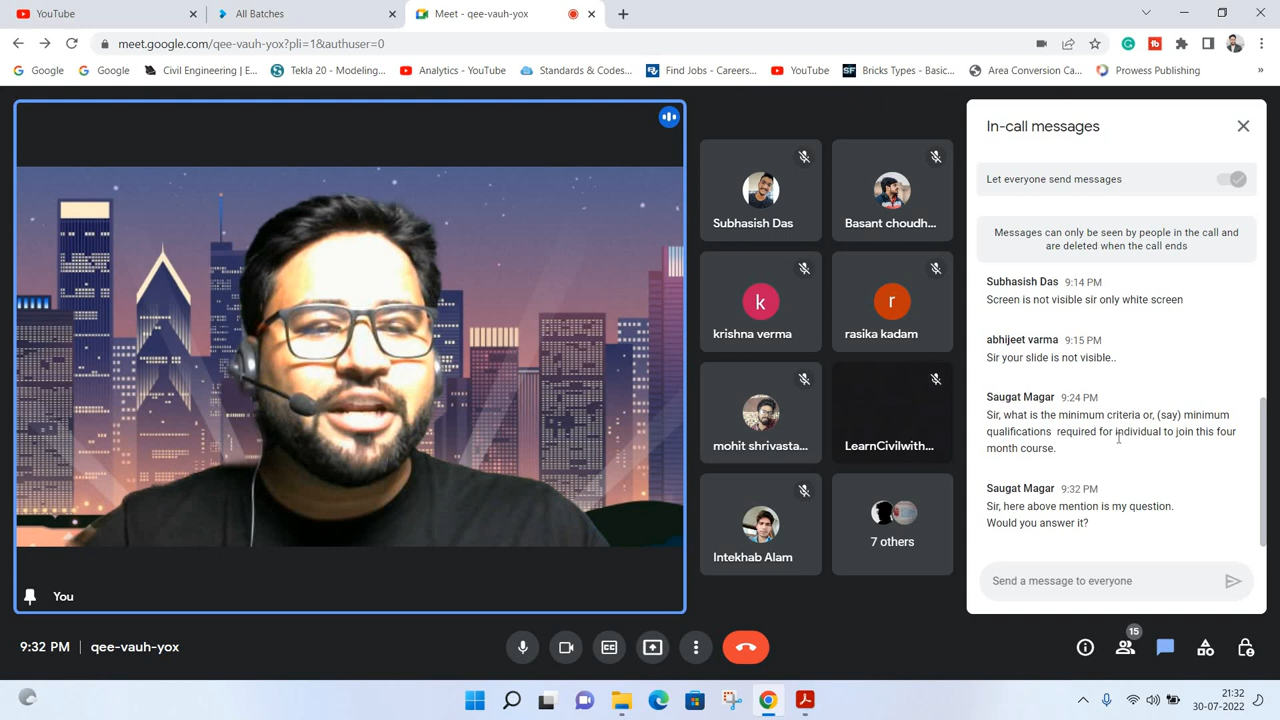 YouTube
All Batches
Meet - qee-vauh-yox
meet.google.com/qee-vauh-yox?pli=1&authuser=0
Google
Google
Civil Engineering | E...
Tekla 20 - Modeling...
Analytics - YouTube
Standards & Codes...
Find Jobs - Careers...
YouTube
SF
Bricks Types - Basic...
Area Conversion Ca...
Prowess Publishing
»
Subhasish Das
Basant choudh...
k
krishna verma
r
rasika kadam
mohit shrivasta...
LearnCivilwith...
Intekhab Alam
7 others
You
In-call messages
Let everyone send messages
Messages can only be seen by people in the call and
are deleted when the call ends
Subhasish Das 9:14 PM
Screen is not visible sir only white screen
abhijeet varma 9:15 PM
Sir your slide is not visible..
Saugat Magar 9:24 PM
Sir, what is the minimum criteria or, (say) minimum
qualifications required for individual to join this four
month course.
Saugat Magar 9:32 PM
Sir, here above mention is my question.
Would you answer it?
Send a message to everyone
9:32 PM | qee-vauh-yox
CC
15
21:32
30-07-2022